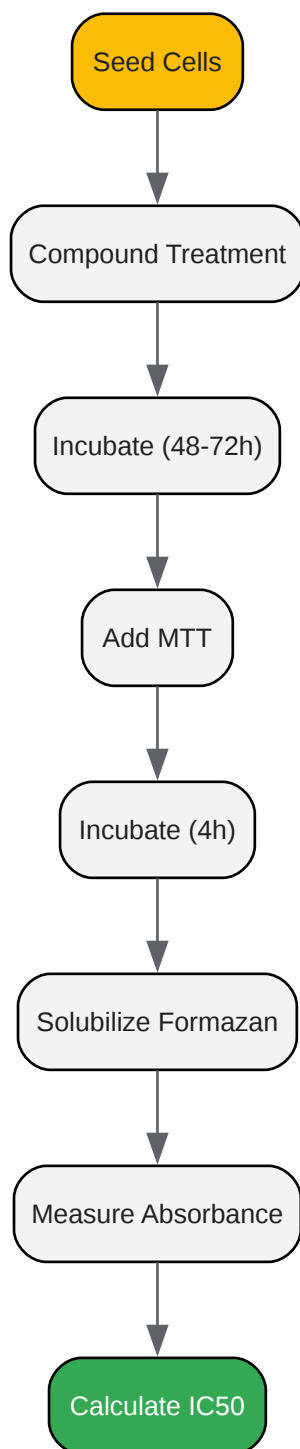 Seed Cells
Compound Treatment
Incubate (48-72h)
Add MTT
Incubate (4h)
Solubilize Formazan
Measure Absorbance
Calculate IC50